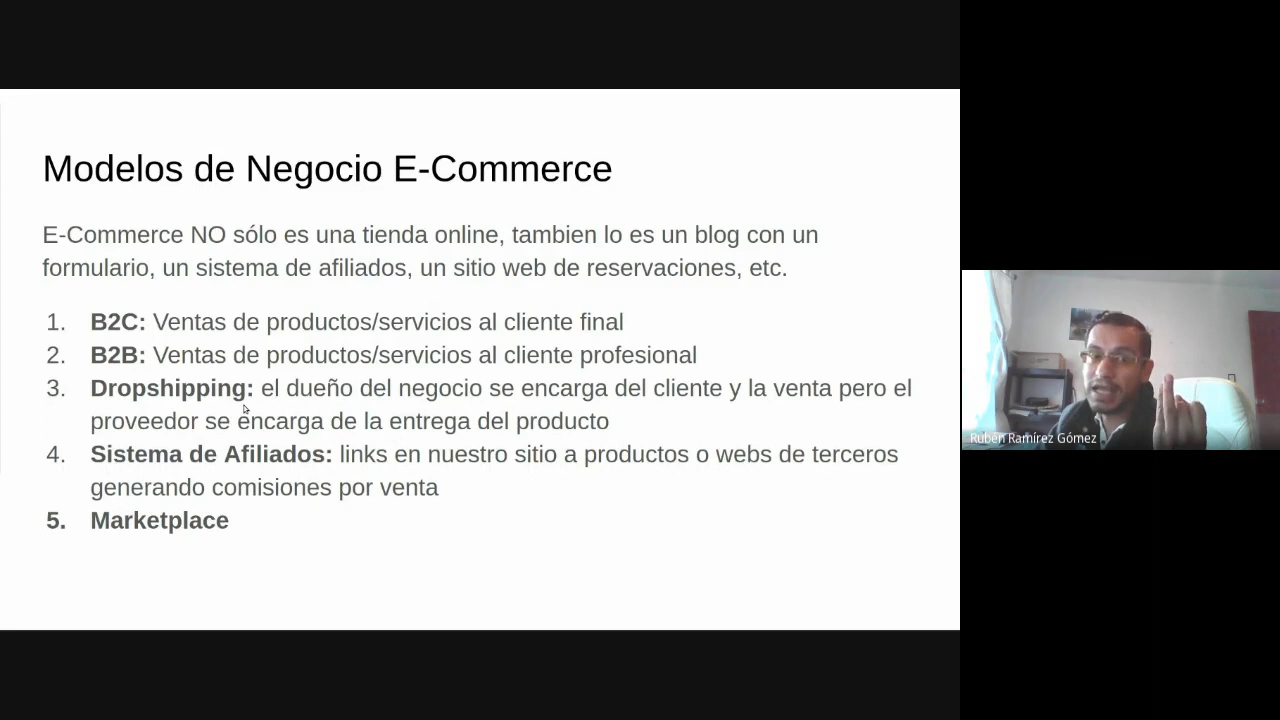 Modelos de Negocio E-Commerce
E-Commerce NO sólo es una tienda online, tambien lo es un blog con un
formulario, un sistema de afiliados, un sitio web de reservaciones, etc.
1. B2C: Ventas de productos/servicios al cliente final
2. B2B: Ventas de productos/servicios al cliente profesional
3. Dropshipping: el dueño del negocio se encarga del cliente y la venta pero el
proveedor se encarga de la entrega del producto
4. Sistema de Afiliados: links en nuestro sitio a productos o webs de terceros
generando comisiones por venta
5. Marketplace
Rubén Ramírez Gómez